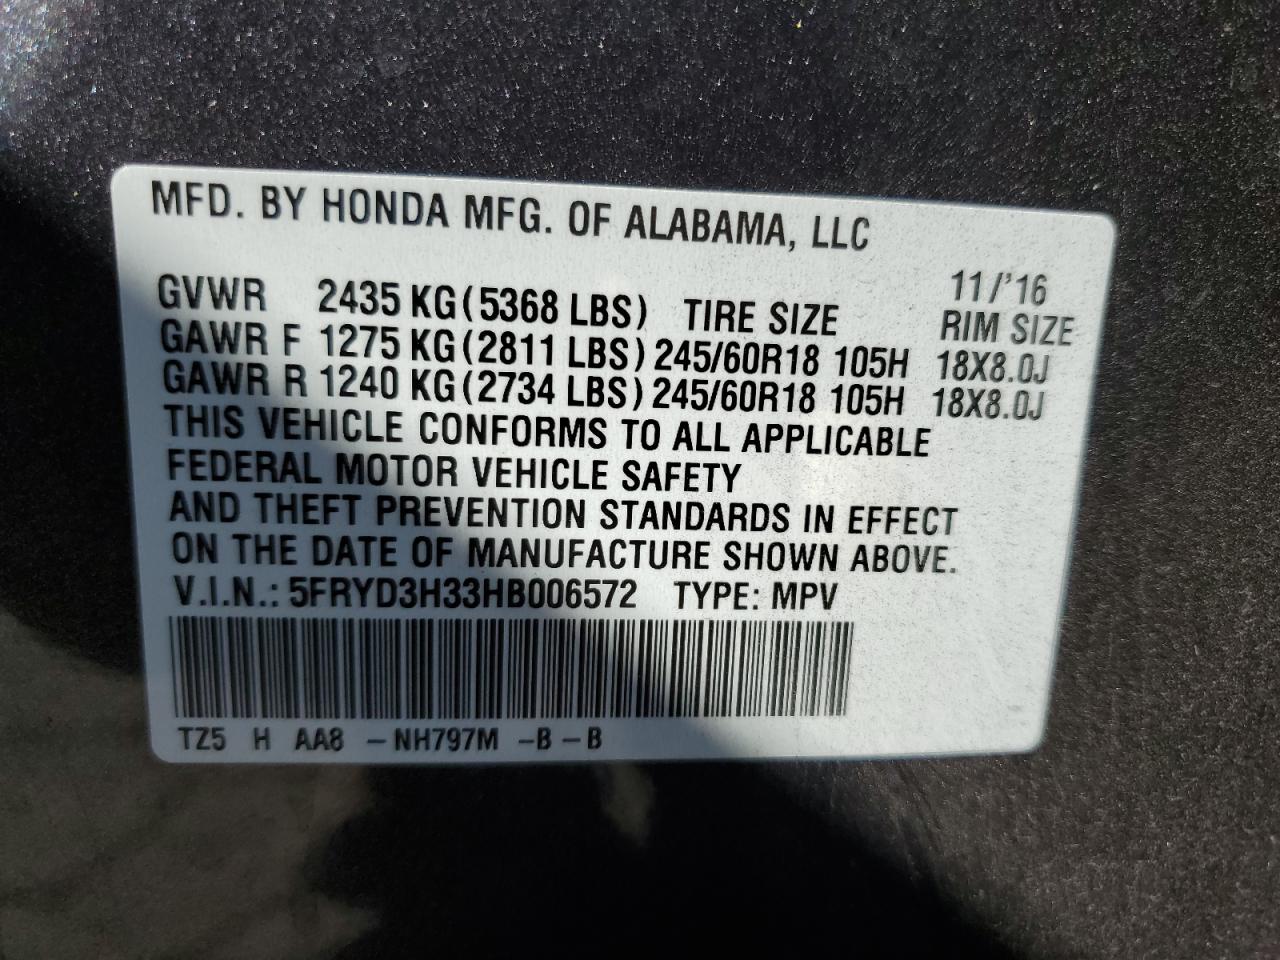 MFD. BY HONDA MFG. OF ALABAMA, LLC
11/'16
GVWR 2435 KG (5368 LBS) TIRE SIZE RIM SIZE
GAWR F 1275 KG (2811 LBS) 245/60R18 105H 18X8.0J
GAWR R 1240 KG (2734 LBS) 245/60R18 105H 18X8.0J
THIS VEHICLE CONFORMS TO ALL APPLICABLE
FEDERAL MOTOR VEHICLE SAFETY
AND THEFT PREVENTION STANDARDS IN EFFECT
ON THE DATE OF MANUFACTURE SHOWN ABOVE.
V.I.N.: 5FRYD3H33HB006572 TYPE: MPV
TZ5 H AA8 -NH797M -B -B